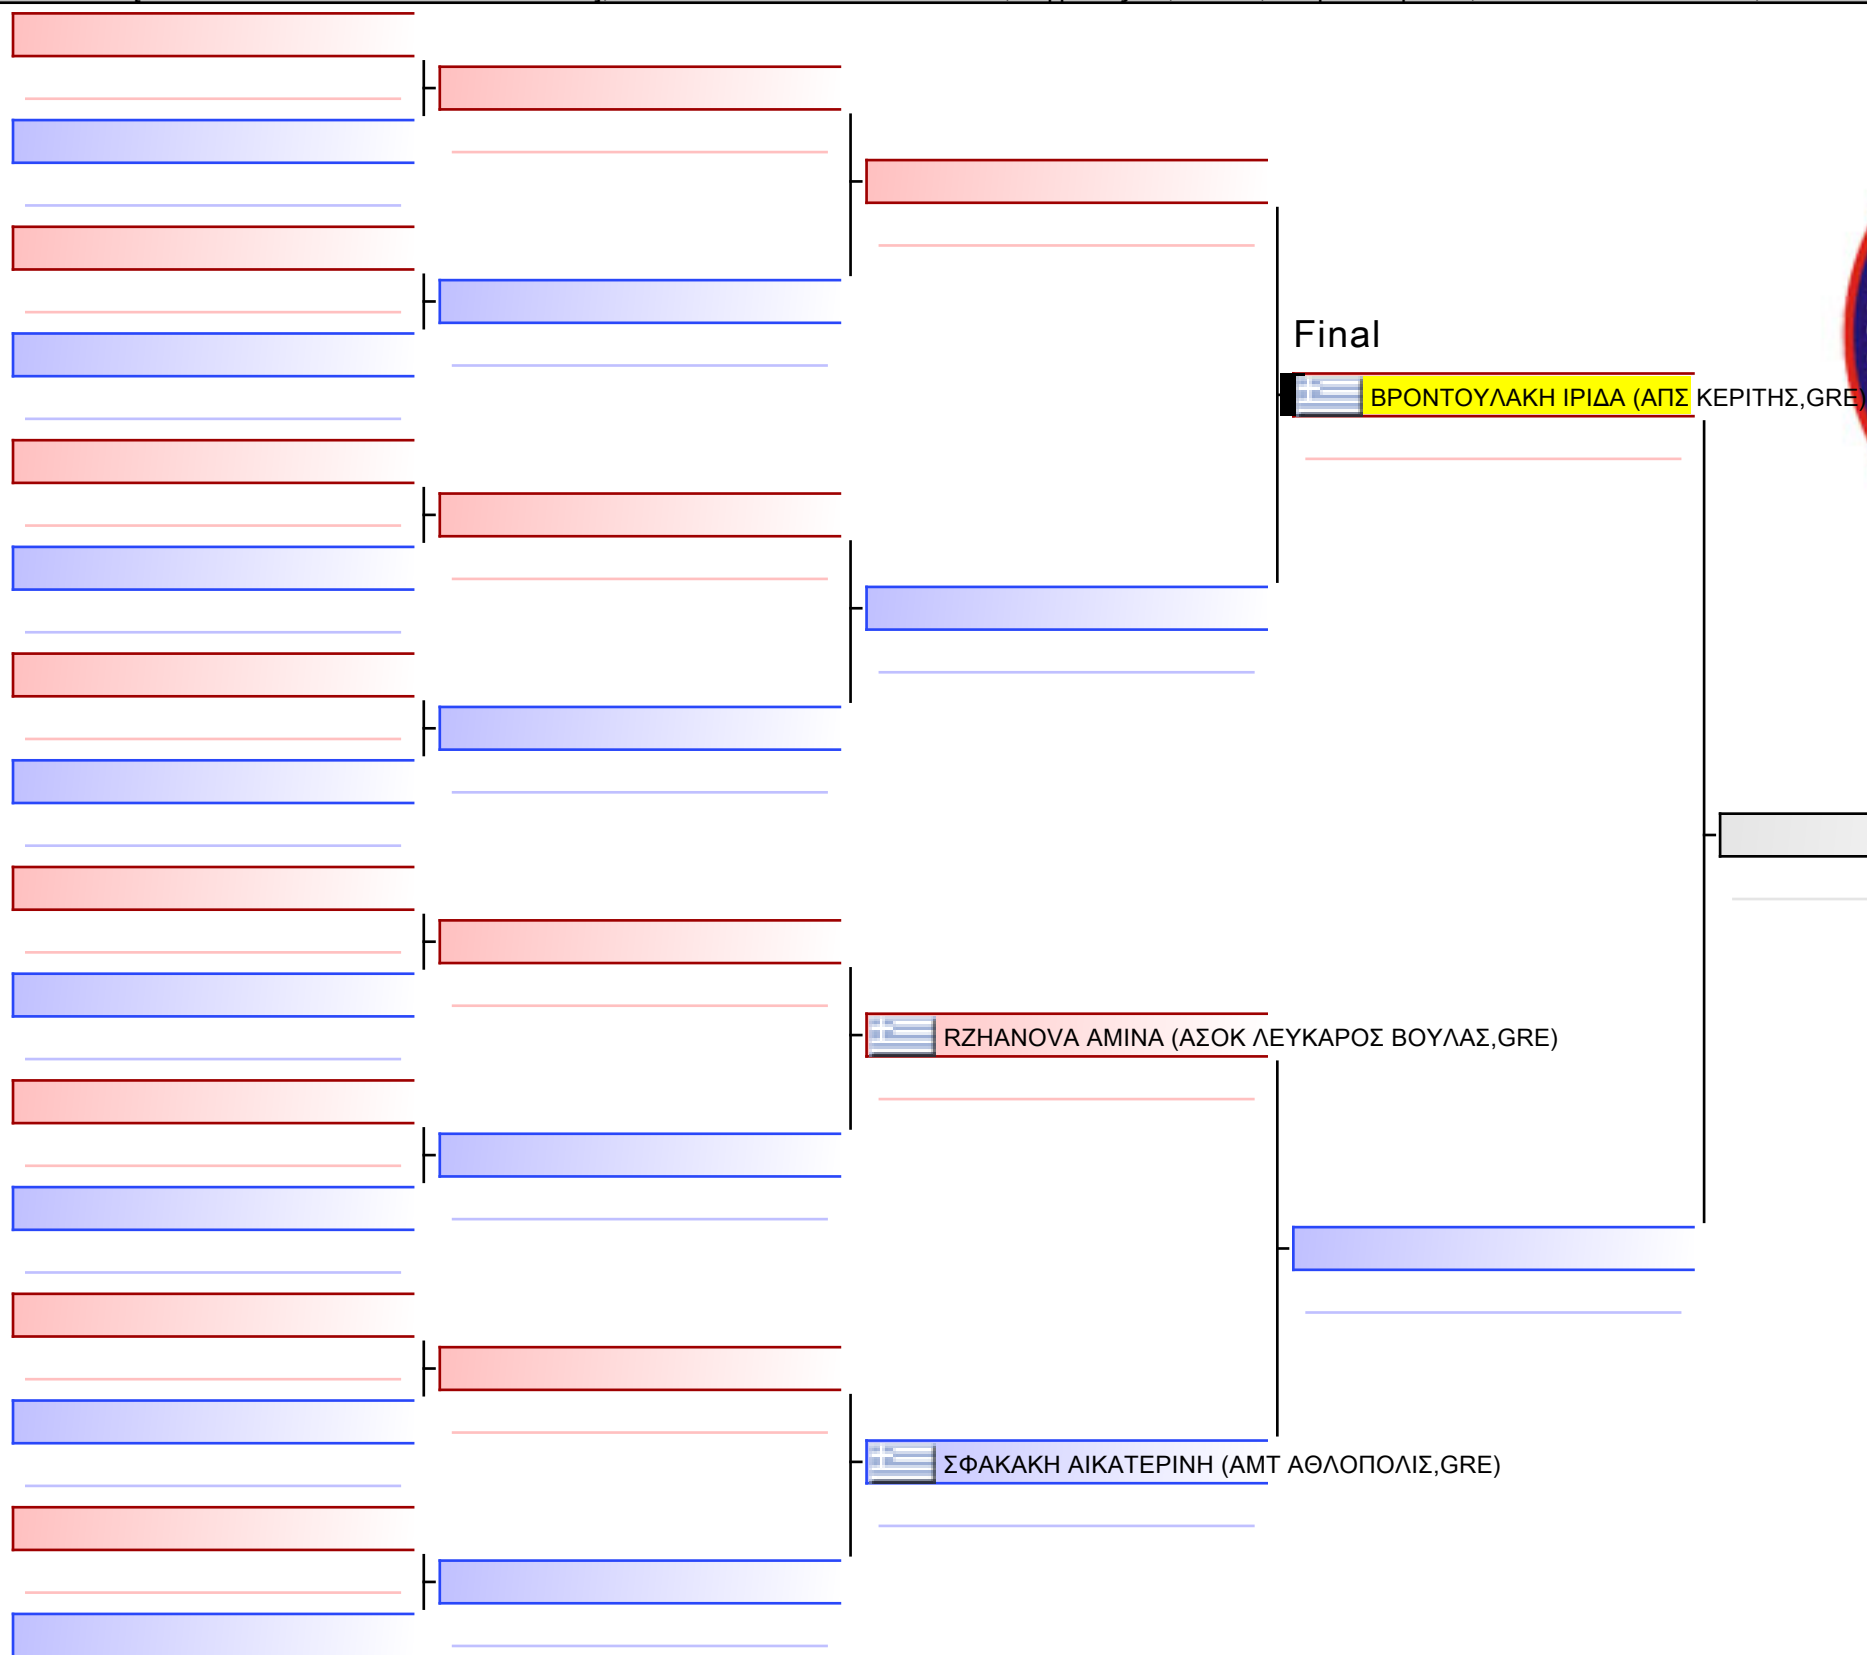 Final
ΒΡΟΝΤΟΥΛΑΚΗ ΙΡΙΔΑ (ΑΠΣ ΚΕΡΙΤΗΣ,GRE)
RZHANOVA AMINA (ΑΣΟΚ ΛΕΥΚΑΡΟΣ ΒΟΥΛΑΣ,GRE)
ΣΦΑΚΑΚΗ ΑΙΚΑΤΕΡΙΝΗ (ΑΜΤ ΑΘΛΟΠΟΛΙΣ,GRE)